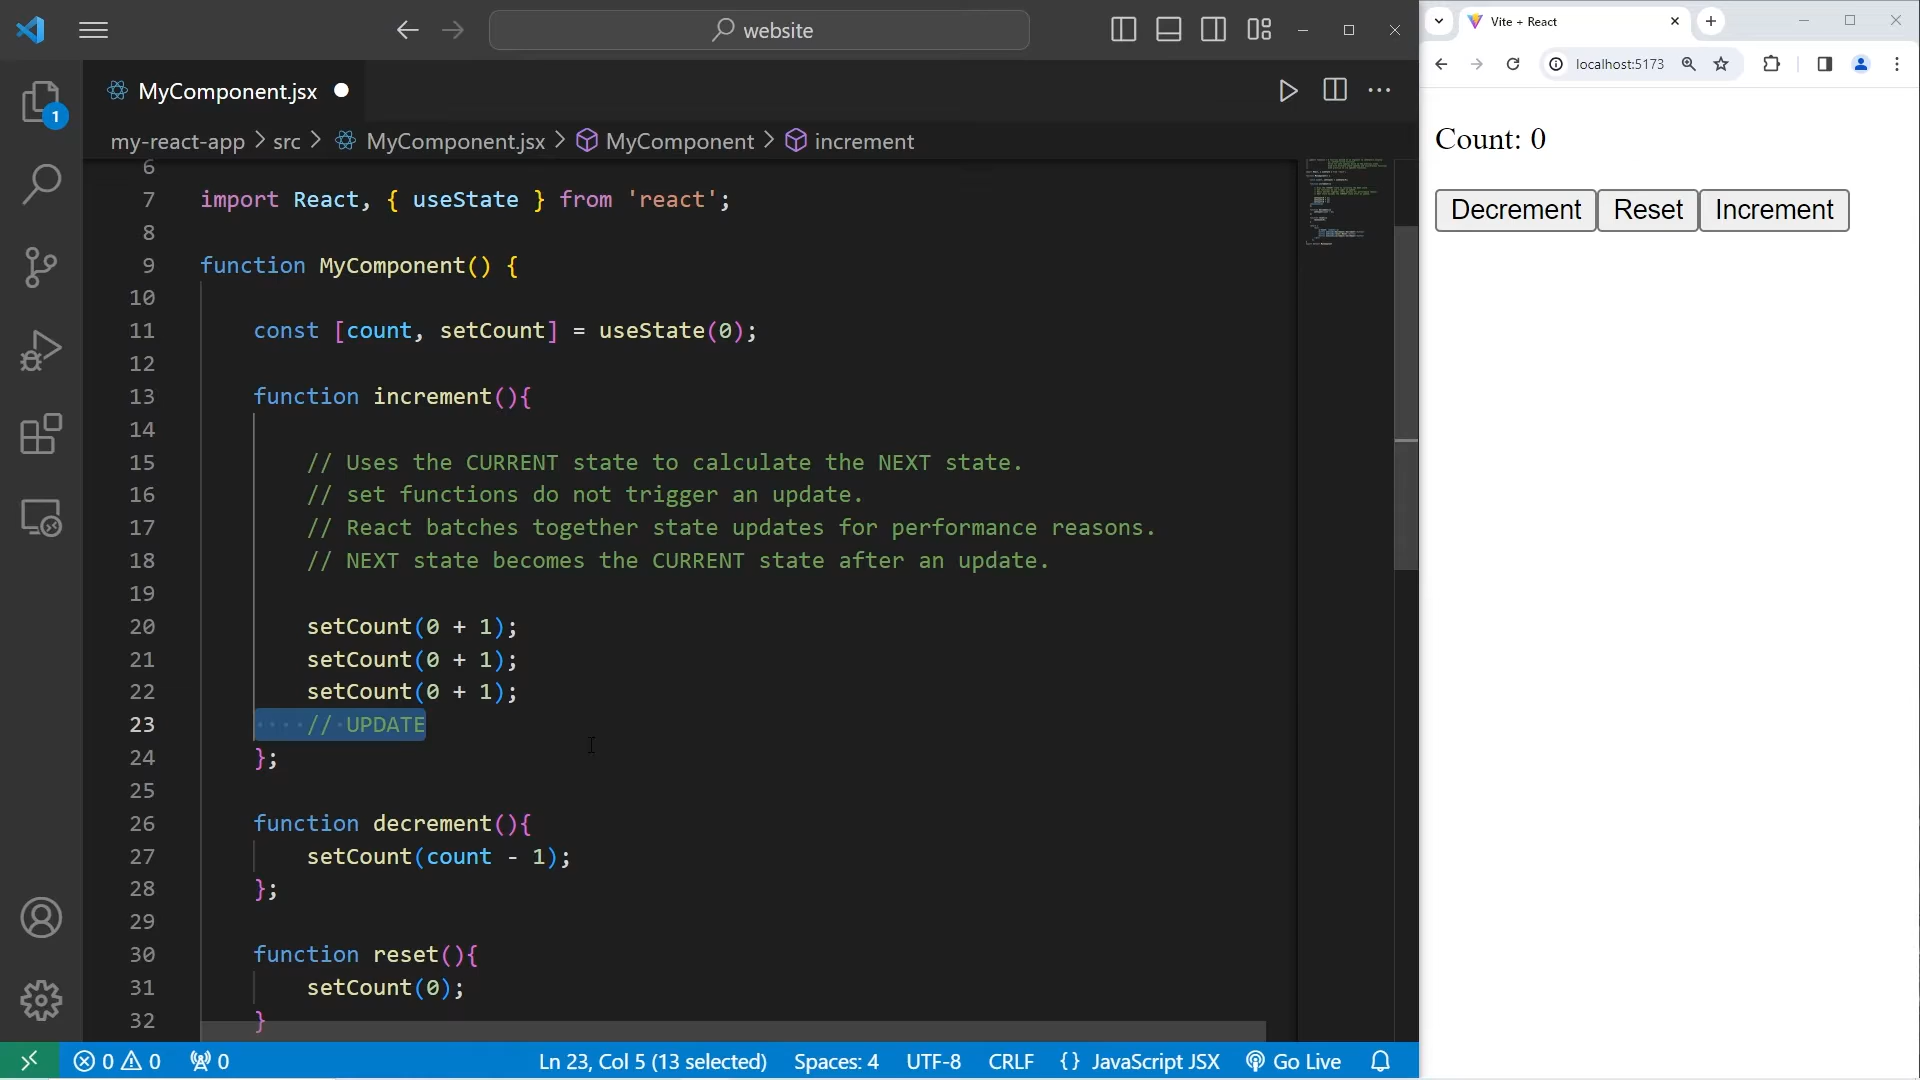 website
MyComponent.jsx
my-react-app > src > MyComponent.jsx > MyComponent > increment
6
7 import React, { useState } from 'react';
8
9 function MyComponent() {
10
11 const [count, setCount] = useState(0);
12
13 function increment(){
14
15 // Uses the CURRENT state to calculate the NEXT state.
16 // set functions do not trigger an update.
17 // React batches together state updates for performance reasons.
18 // NEXT state becomes the CURRENT state after an update.
19
20 setCount(0 + 1);
21 setCount(0 + 1);
22 setCount(0 + 1);
23 // UPDATE
24 };
25
26 function decrement(){
27 setCount(count - 1);
28 };
29
30 function reset(){
31 setCount(0);
32 }
1
0 0 0 Ln 23, Col 5 (13 selected) Spaces: 4 UTF-8 CRLF {} JavaScript JSX Go Live
Vite + React
localhost:5173
Count: 0
Decrement Reset Increment